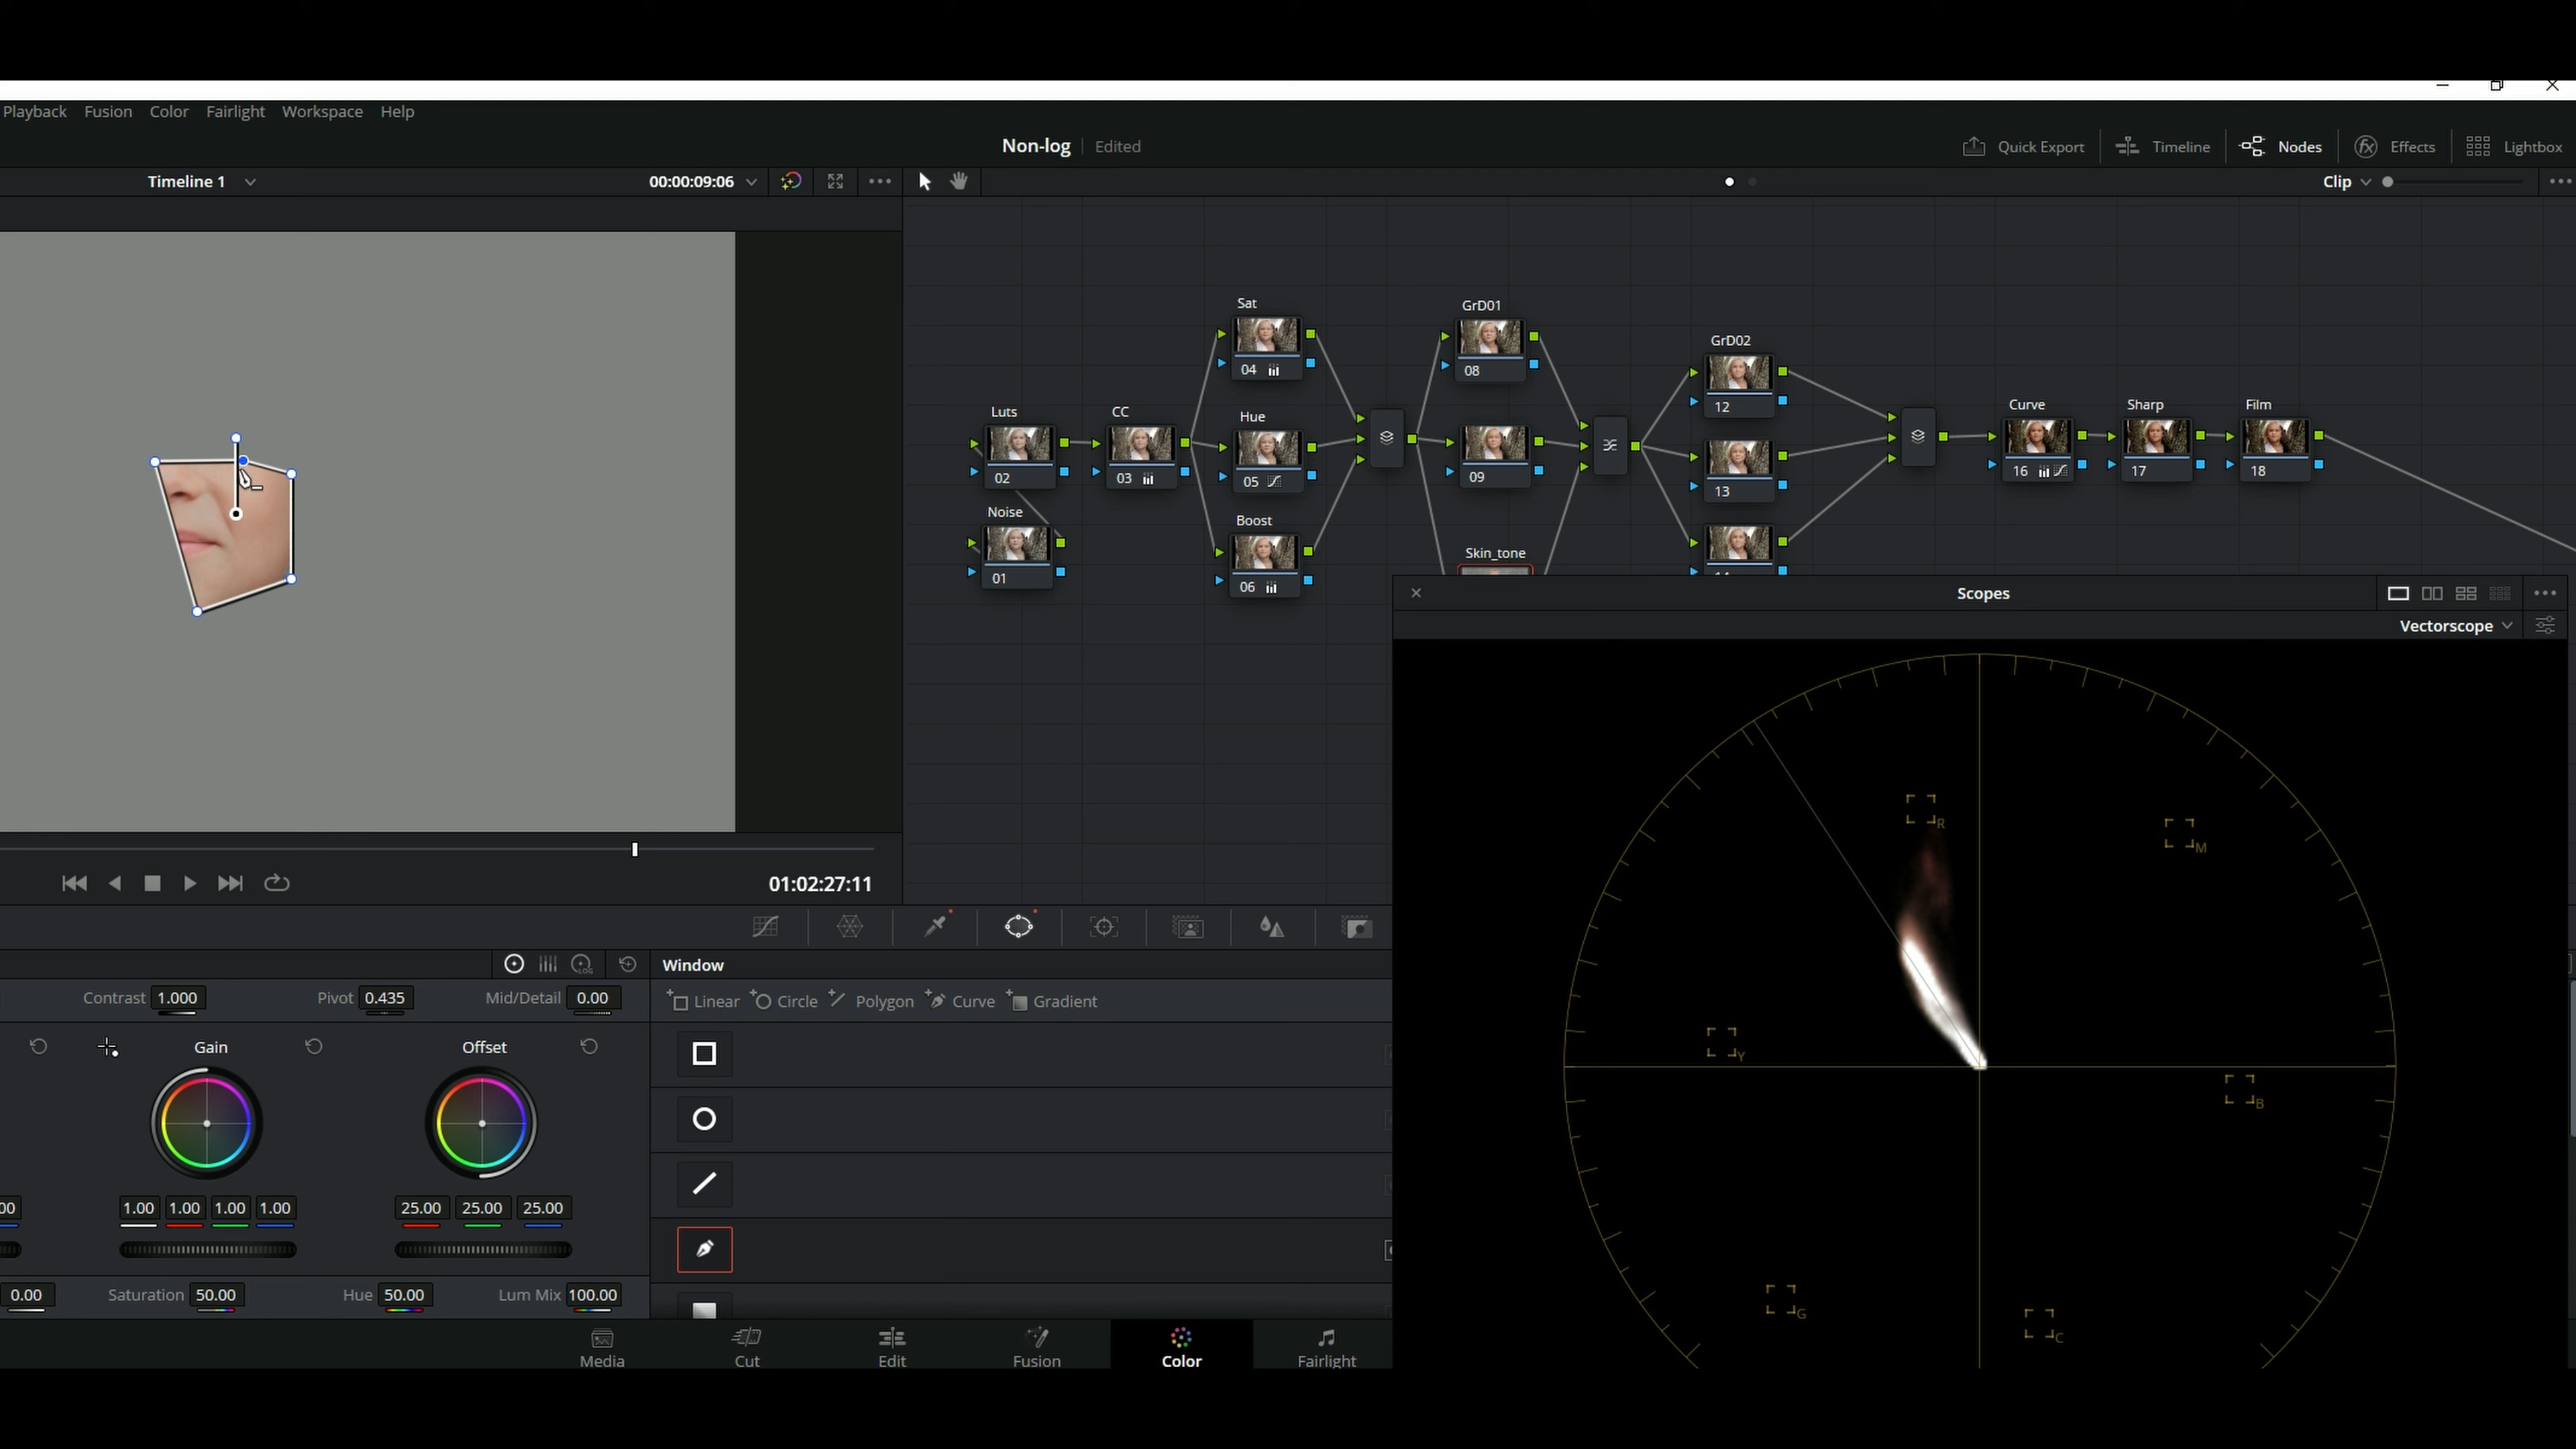 Playback Fusion Color Fairlight Workspace Help
Non-log Edited
Quick Export Timeline Nodes Effects Lightbox
Timeline 1 00:00:09:06 Clip
Sat
04
GrD01
08
GrD02
12
Luts
02
CC
03
Hue
05
09
13
Curve
16
Sharp
17
Film
18
Noise
01
Boost
06
Skin_tone
Scopes
Vectorscope
R
M
Y
B
G
C
01:02:27:11
Window
Contrast 1.000 Pivot 0.435 Mid/Detail 0.00
Linear Circle Polygon Curve Gradient
Gain Offset
1.00 1.00 1.00 1.00 25.00 25.00 25.00
0.00 Saturation 50.00 Hue 50.00 Lum Mix 100.00
Media Cut Edit Fusion Color Fairlight